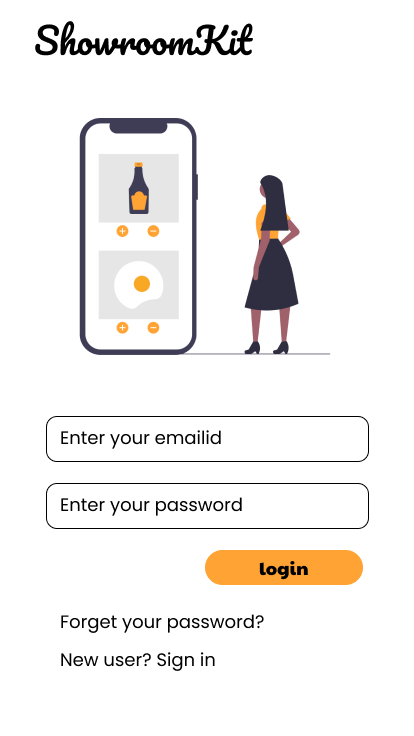 ShowroomKit
Enter your emailid
Enter your password
login
Forget your password?
New user? Sign in